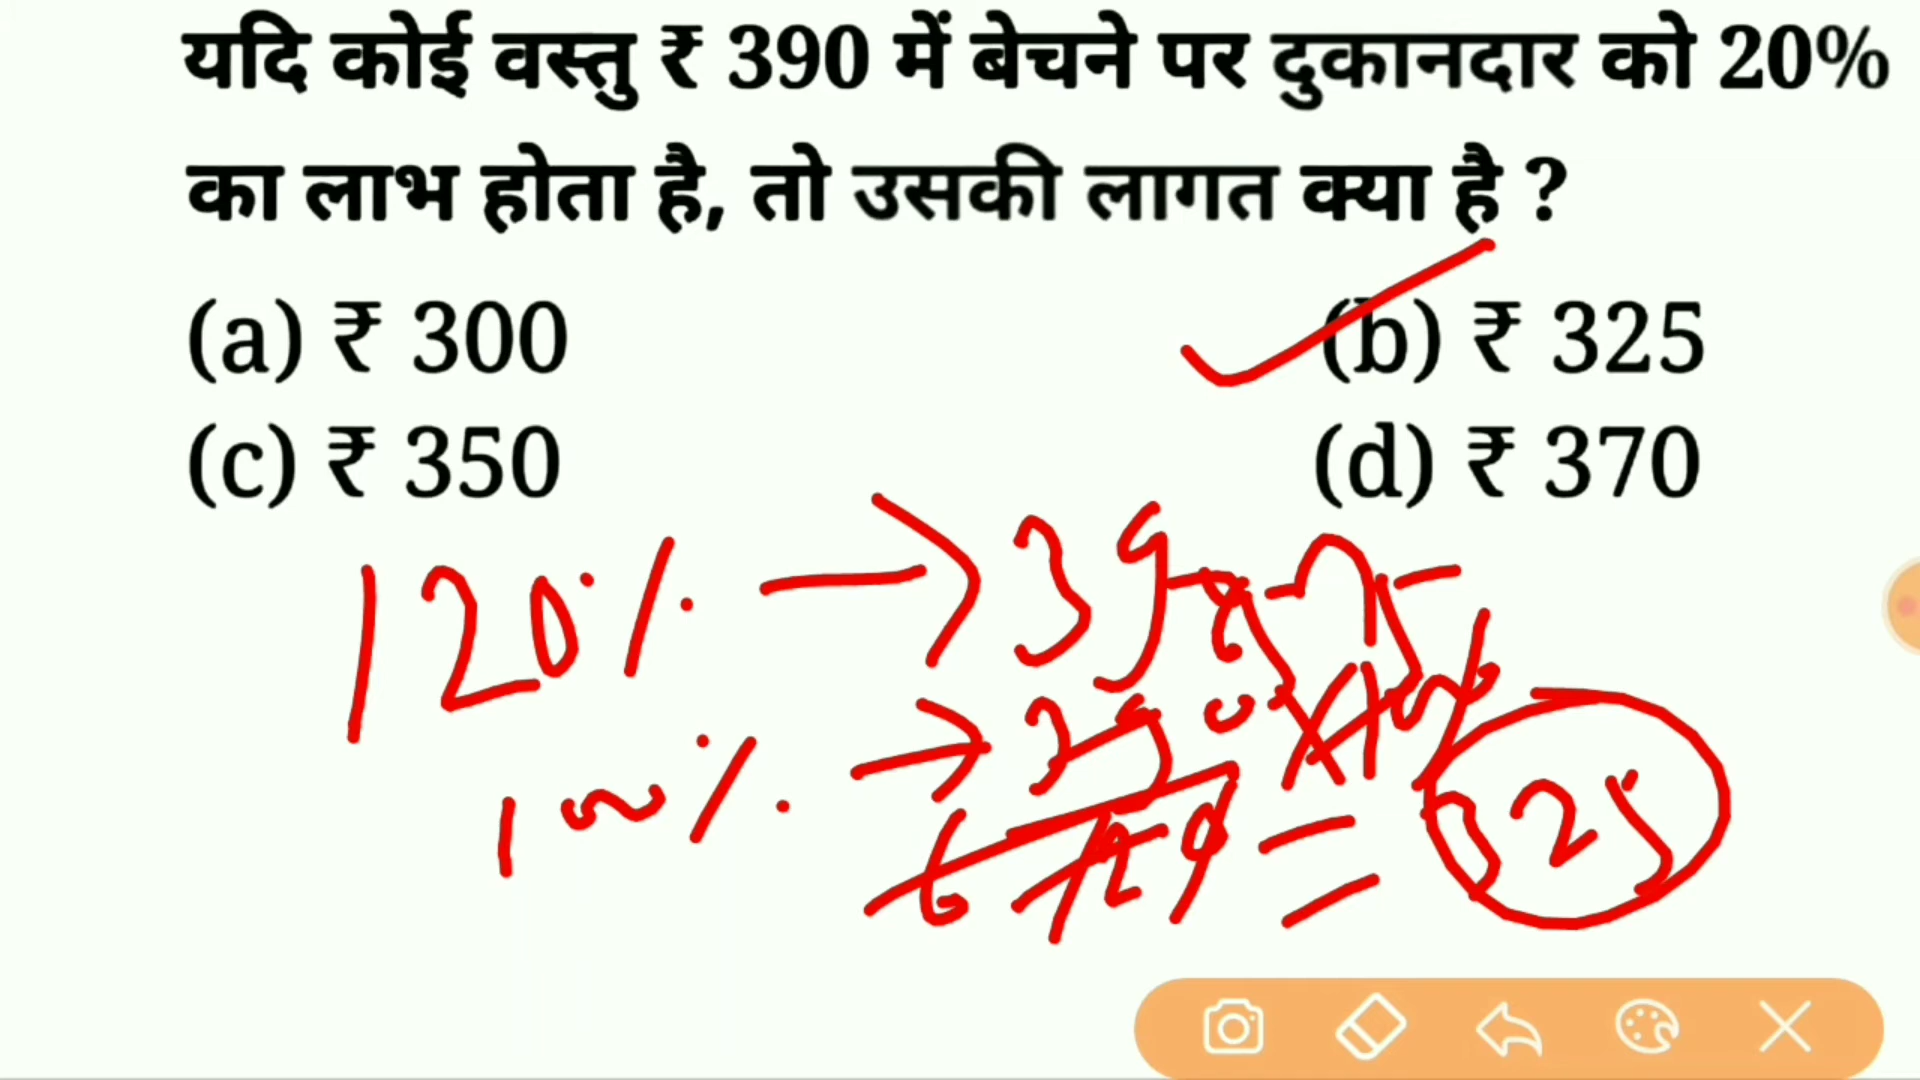 यदि कोई वस्तु ₹ 390 में बेचने पर दुकानदार को 20%
का लाभ होता है, तो उसकी लागत क्या है ?
(a) ₹ 300 (b) ₹ 325
(c) ₹ 350 (d) ₹ 370
120% → 390
100% →
325